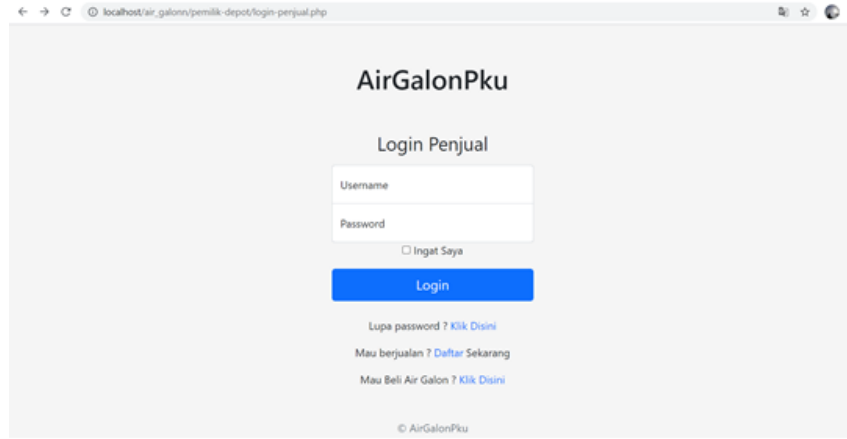 localhost/air_galonn/pemilik-depot/login-penjual.php
AirGalonPku
Login Penjual
Username
Password
Ingat Saya
Login
Lupa password ? Klik Disini
Mau berjualan ? Daftar Sekarang
Mau Beli Air Galon ? Klik Disini
© AirGalonPku